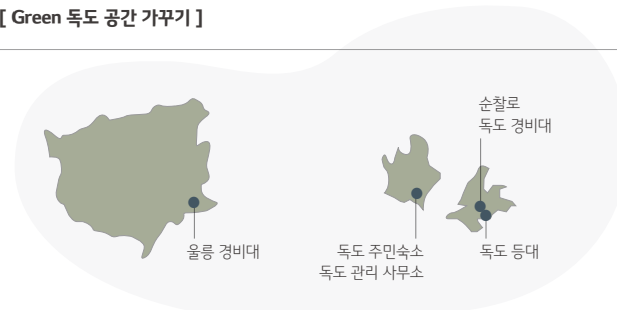 [ Green 독도 공간 가꾸기 ]
순찰로
독도 경비대
울릉 경비대
독도 주민숙소
독도 관리 사무소
독도 등대